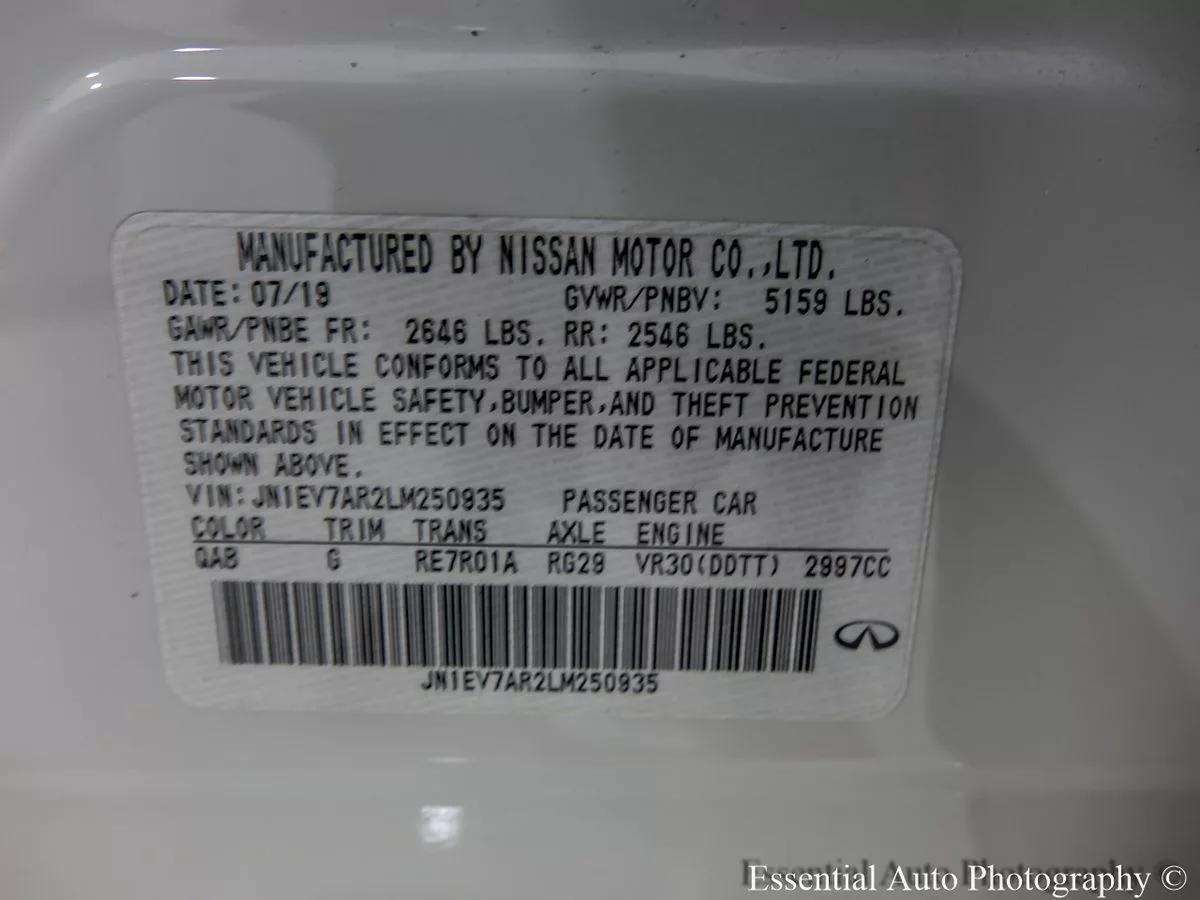 MANUFACTURED BY NISSAN MOTOR CO.,LTD.
DATE: 07/19 GVWR/PNBV: 5159 LBS.
GAWR/PNBE FR: 2646 LBS. RR: 2546 LBS.
THIS VEHICLE CONFORMS TO ALL APPLICABLE FEDERAL
MOTOR VEHICLE SAFETY,BUMPER,AND THEFT PREVENTION
STANDARDS IN EFFECT ON THE DATE OF MANUFACTURE
SHOWN ABOVE.
VIN: JN1EV7AR2LM250935 PASSENGER CAR
COLOR TRIM TRANS AXLE ENGINE
QAB G RE7R01A RG29 VR30(DDTT) 2997CC
JN1EV7AR2LM250935
Essential Auto Photography ©